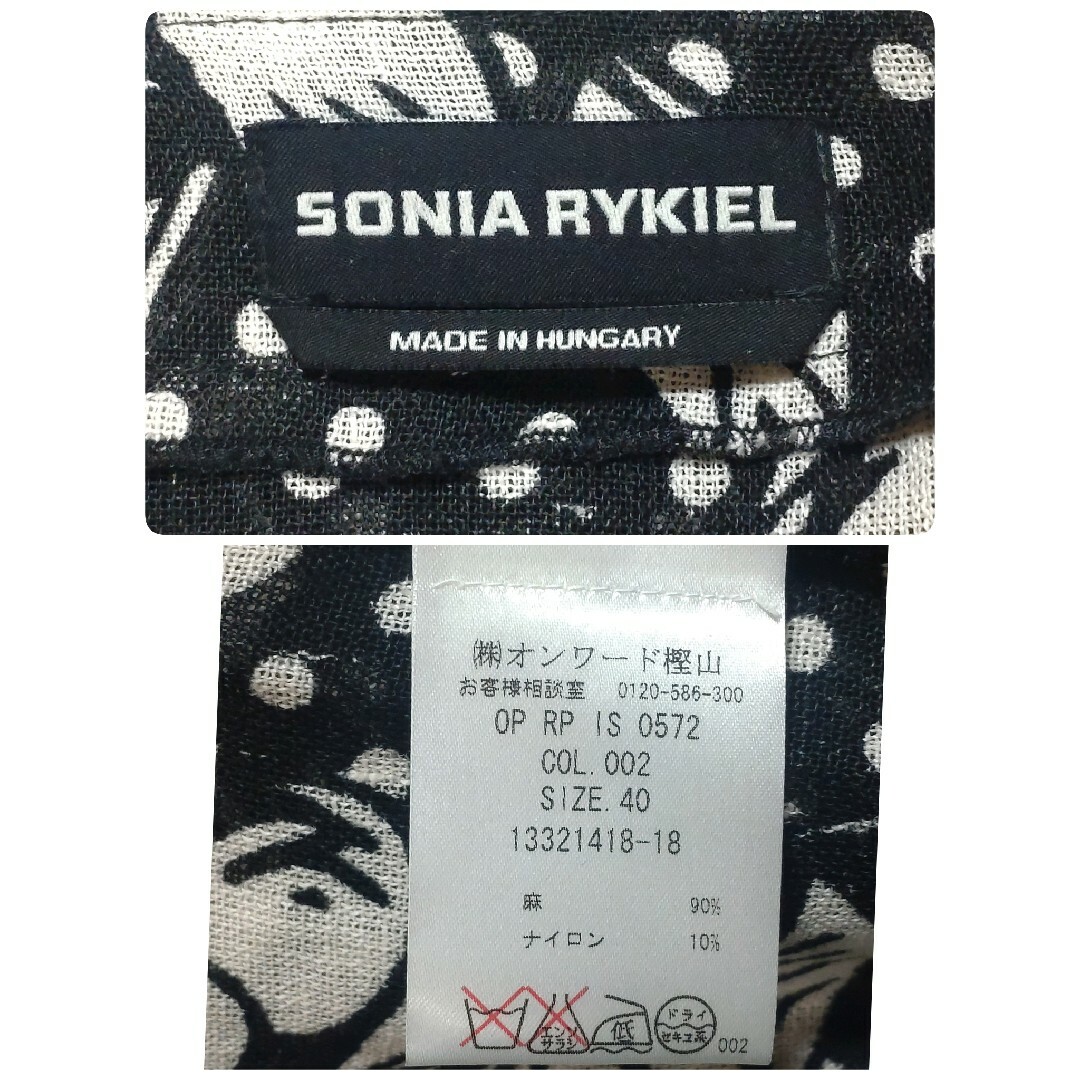 SONIA RYKIEL
MADE IN HUNGARY
㈱オンワード樫山
お客様相談室 0120-586-300
OP RP IS 0572
COL.002
SIZE.40
13321418-18
麻 90%
ナイロン 10%
エンソ
サラシ
低
ドライ
セキユ系
002